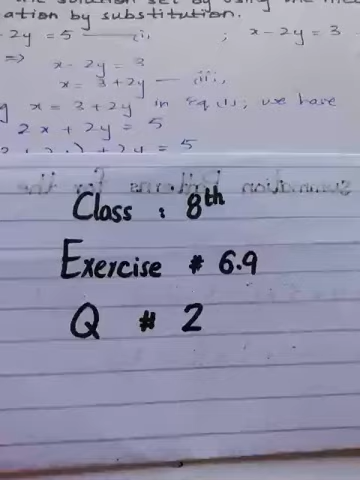 ation by substitution.
2y = 5 (i) ; x - 2y = 3
=> x - 2y = 3
x = 3 + 2y (ii)
x = 3 + 2y in Eq (i), we have
2x + 2y = 5
Class : 8th
Exercise # 6.9
Q # 2